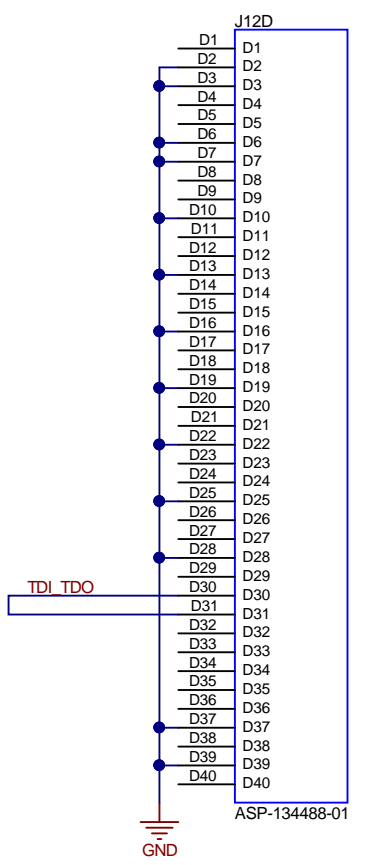 J12D
D1 D1
D2 D2
D3 D3
D4 D4
D5 D5
D6 D6
D7 D7
D8 D8
D9 D9
D10 D10
D11 D11
D12 D12
D13 D13
D14 D14
D15 D15
D16 D16
D17 D17
D18 D18
D19 D19
D20 D20
D21 D21
D22 D22
D23 D23
D24 D24
D25 D25
D26 D26
D27 D27
D28 D28
D29 D29
TDI_TDO D30 D30
D31 D31
D32 D32
D33 D33
D34 D34
D35 D35
D36 D36
D37 D37
D38 D38
D39 D39
D40 D40
ASP-134488-01
GND